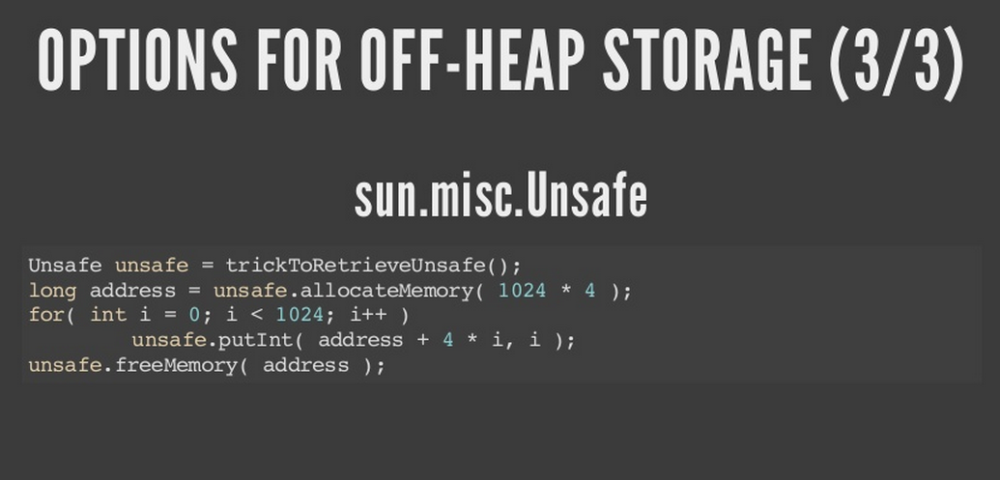 OPTIONS FOR OFF-HEAP STORAGE (3/3)
sun.misc.Unsafe
Unsafe unsafe = trickToRetrieveUnsafe();
long address = unsafe.allocateMemory( 1024 * 4 );
for( int i = 0; i < 1024; i++ )
        unsafe.putInt( address + 4 * i, i );
unsafe.freeMemory( address );